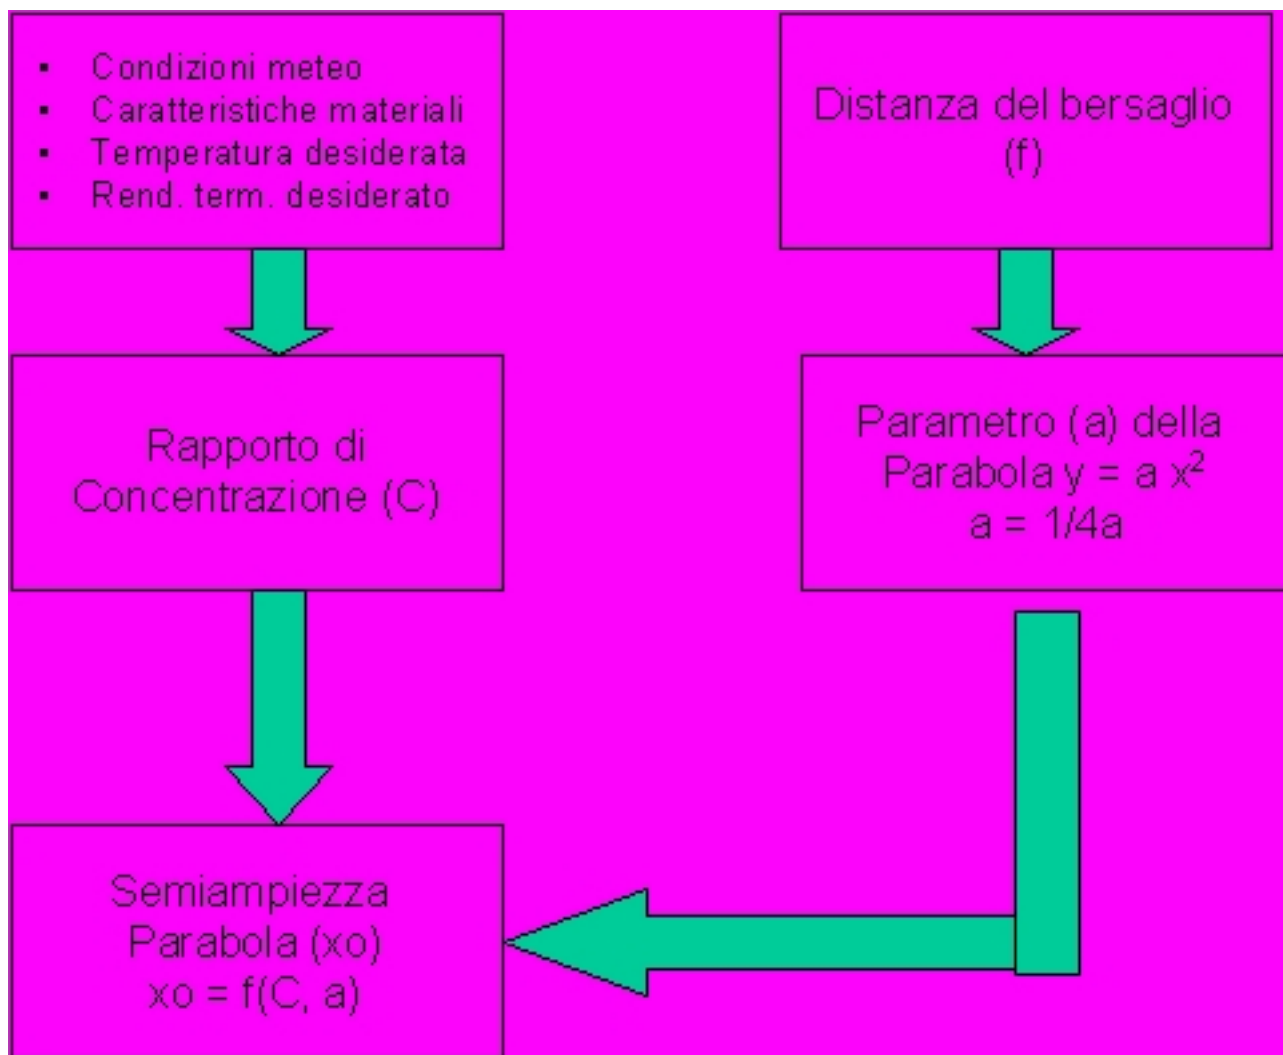 ▪ Condizioni meteo
▪ Caratteristiche materiali
▪ Temperatura desiderata
▪ Rend. term. desiderato
Distanza del bersaglio
(f)
Rapporto di
Concentrazione (C)
Parametro (a) della
Parabola y = a x²
a = 1/4a
Semiampiezza
Parabola (xo)
xo = f(C, a)